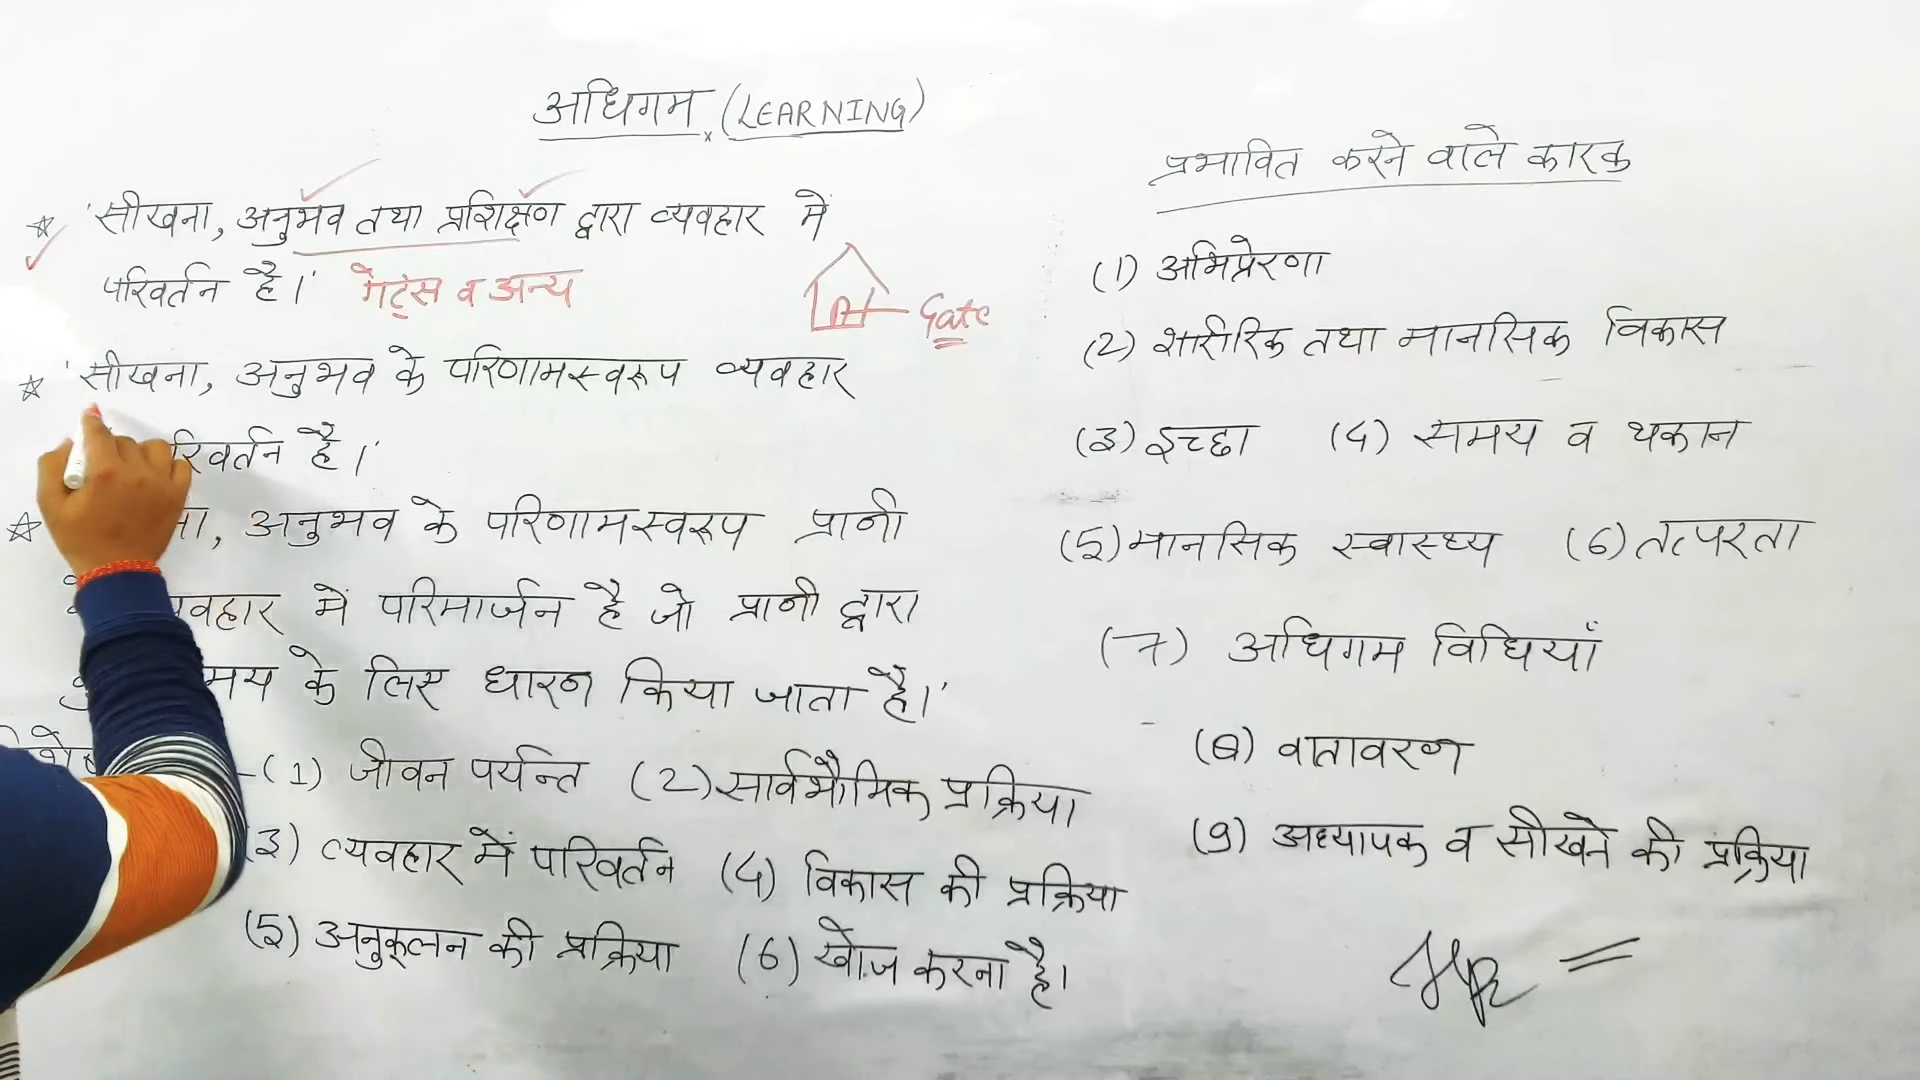 अधिगम (LEARNING)
'सीखना, अनुभव तथा प्रशिक्षण द्वारा व्यवहार में
परिवर्तन है।' गेट्स व अन्य
Gate
'सीखना, अनुभव के परिणामस्वरूप व्यवहार
परिवर्तन है।'
अनुभव के परिणामस्वरूप प्रानी
में परिमार्जन है जो प्रानी द्वारा
के लिए धारण किया जाता है।'
(1) जीवन पर्यन्त (2) सार्वभौमिक प्रक्रिया
(3) व्यवहार में परिवर्तन (4) विकास की प्रक्रिया
(5) अनुकूलन की प्रक्रिया (6) खोज करना है।
प्रभावित करने वाले कारक
(1) अभिप्रेरणा
(2) शारीरिक तथा मानसिक विकास
(3) इच्छा (4) समय व थकान
(5) मानसिक स्वास्थ्य (6) तत्परता
(7) अधिगम विधियाँ
(8) वातावरण
(9) अध्यापक व सीखने की प्रक्रिया